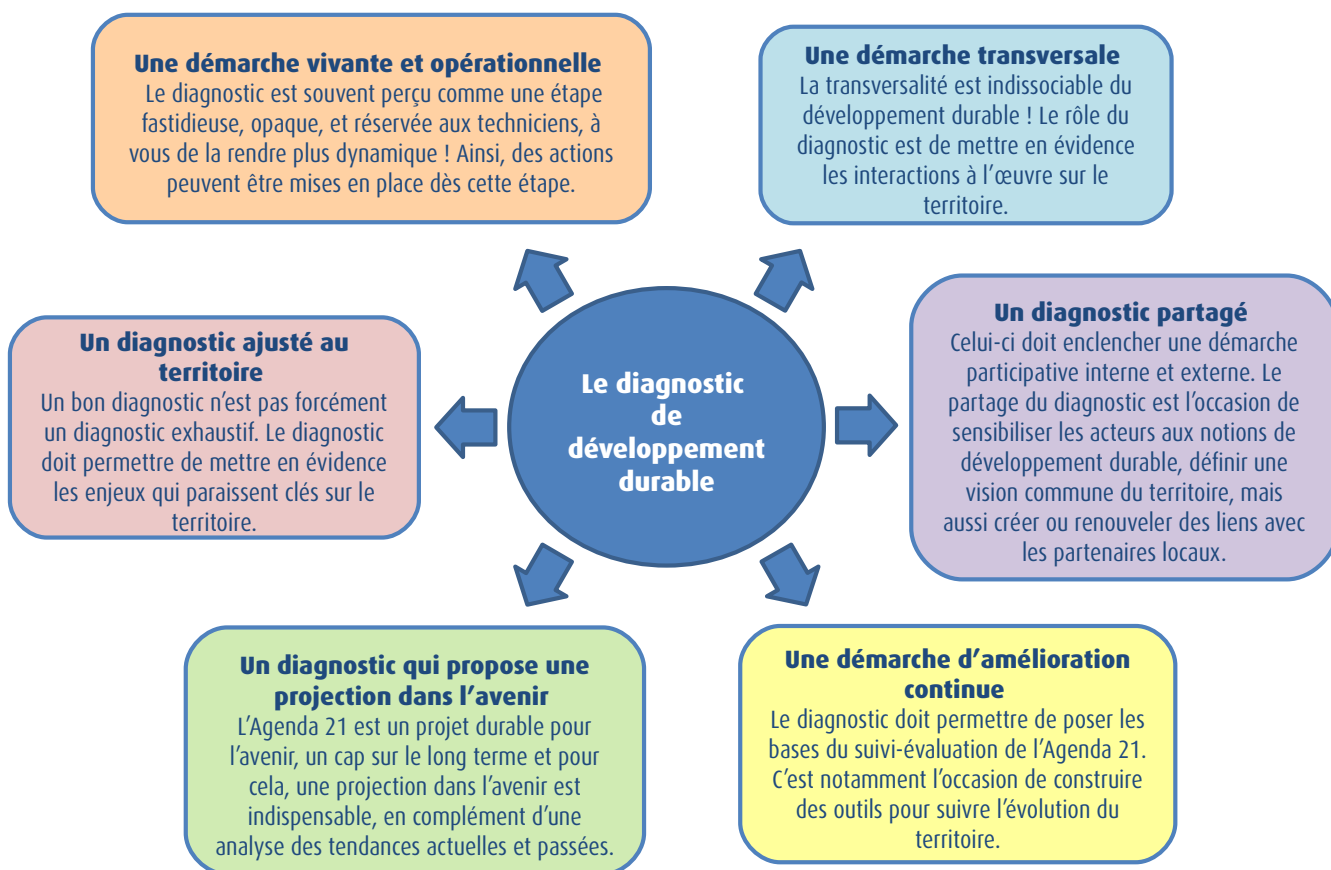 Une démarche vivante et opérationnelle
Le diagnostic est souvent perçu comme une étape
fastidieuse, opaque, et réservée aux techniciens, à
vous de la rendre plus dynamique ! Ainsi, des actions
peuvent être mises en place dès cette étape.
Une démarche transversale
La transversalité est indissociable du
développement durable ! Le rôle du
diagnostic est de mettre en évidence
les interactions à l’œuvre sur le
territoire.
Un diagnostic ajusté au
territoire
Un bon diagnostic n’est pas forcément
un diagnostic exhaustif. Le diagnostic
doit permettre de mettre en évidence
les enjeux qui paraissent clés sur le
territoire.
Le diagnostic
de
développement
durable
Un diagnostic partagé
Celui-ci doit enclencher une démarche
participative interne et externe. Le
partage du diagnostic est l’occasion de
sensibiliser les acteurs aux notions de
développement durable, définir une
vision commune du territoire, mais
aussi créer ou renouveler des liens avec
les partenaires locaux.
Un diagnostic qui propose une
projection dans l’avenir
L’Agenda 21 est un projet durable pour
l’avenir, un cap sur le long terme et pour
cela, une projection dans l’avenir est
indispensable, en complément d’une
analyse des tendances actuelles et passées.
Une démarche d’amélioration
continue
Le diagnostic doit permettre de poser les
bases du suivi-évaluation de l’Agenda 21.
C’est notamment l’occasion de construire
des outils pour suivre l’évolution du
territoire.